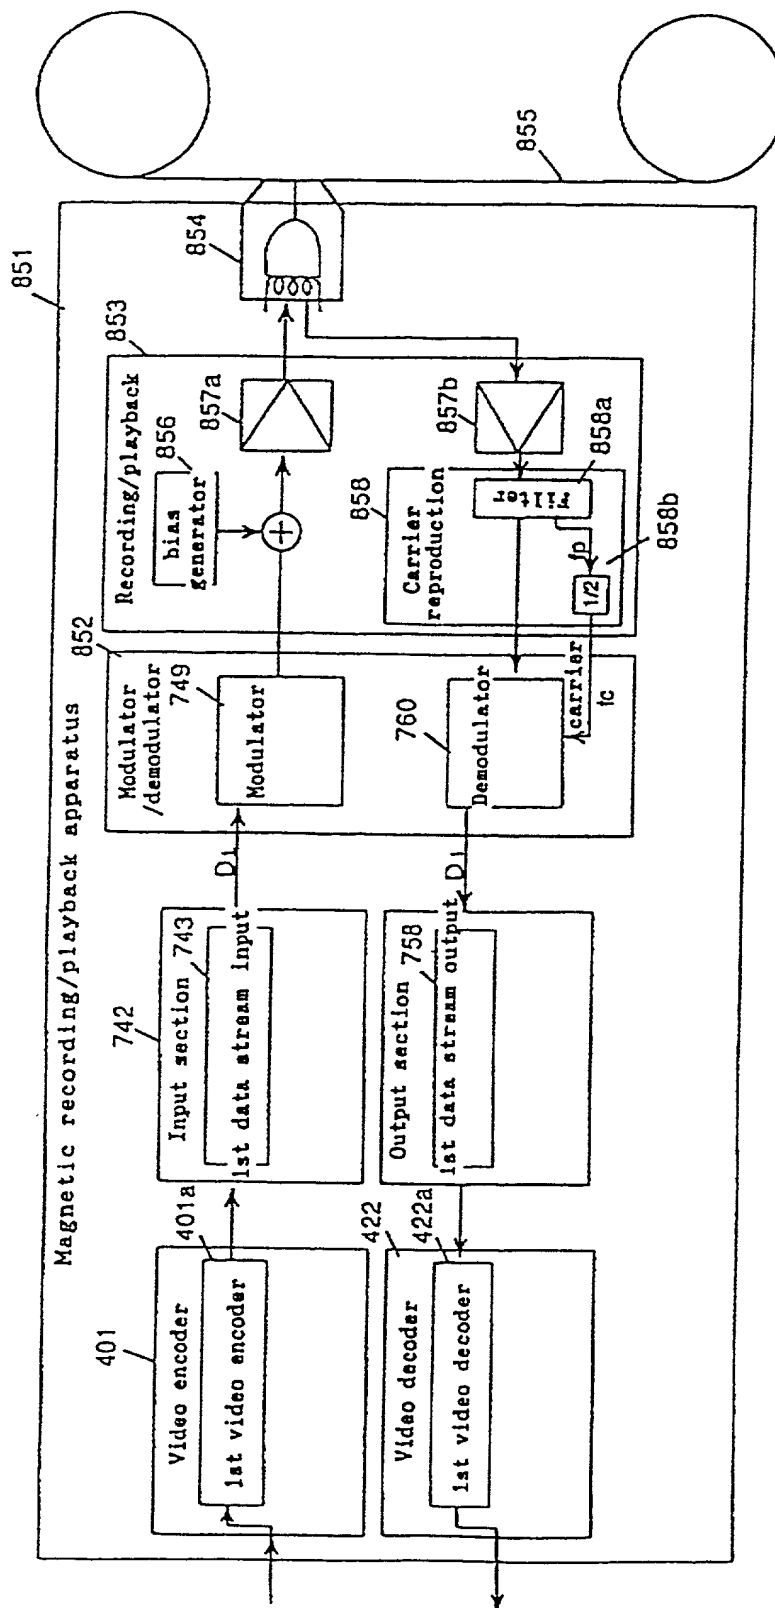 Magnetic recording/playback apparatus
851
401
Video encoder
401a
1st video encoder
742
Input section
743
1st data stream input
D1
852
Modulator
/demodulator
749
Modulator
853
Recording/playback
856
bias
generator
857a
854
855
422
Video decoder
422a
1st video decoder
Output section
758
1st data stream output
D1
760
Demodulator
carrier
fc
858
Carrier
reproduction
857b
Filter
858a
fp
1/2
858b